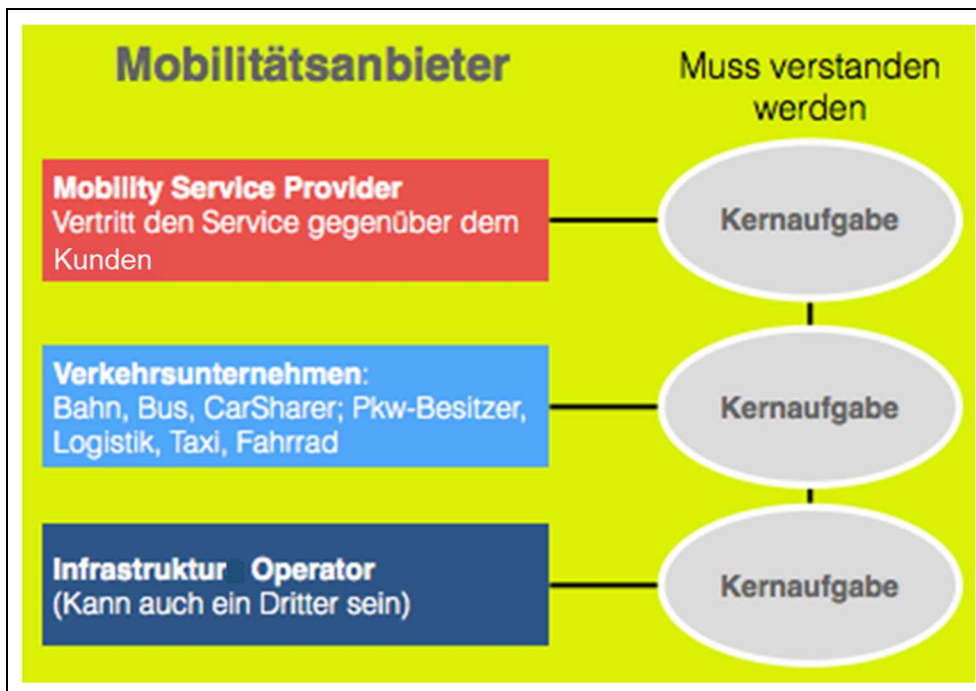 Mobilitätsanbieter
Muss verstanden
werden
Mobility Service Provider
Vertritt den Service gegenüber dem
Kunden
Kernaufgabe
Verkehrsunternehmen:
Bahn, Bus, CarSharer; Pkw-Besitzer,
Logistik, Taxi, Fahrrad
Kernaufgabe
Infrastruktur Operator
(Kann auch ein Dritter sein)
Kernaufgabe